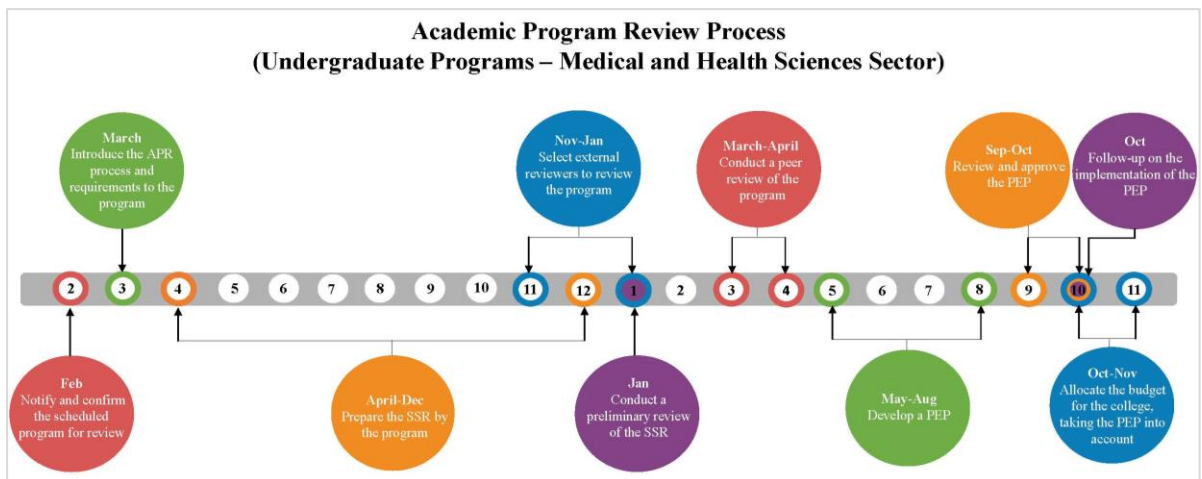 Academic Program Review Process
(Undergraduate Programs – Medical and Health Sciences Sector)
March
Introduce the APR
process and
requirements to the
program
Nov-Jan
Select external
reviewers to review
the program
March-April
Conduct a peer
review of the
program
Sep-Oct
Review and approve
the PEP
Oct
Follow-up on the
implementation of the
PEP
2 3 4 5 6 7 8 9 10 11 12 1 2 3 4 5 6 7 8 9 10 11
Feb
Notify and confirm
the scheduled
program for review
April-Dec
Prepare the SSR by
the program
Jan
Conduct a
preliminary review
of the SSR
May-Aug
Develop a PEP
Oct-Nov
Allocate the budget
for the college,
taking the PEP into
account